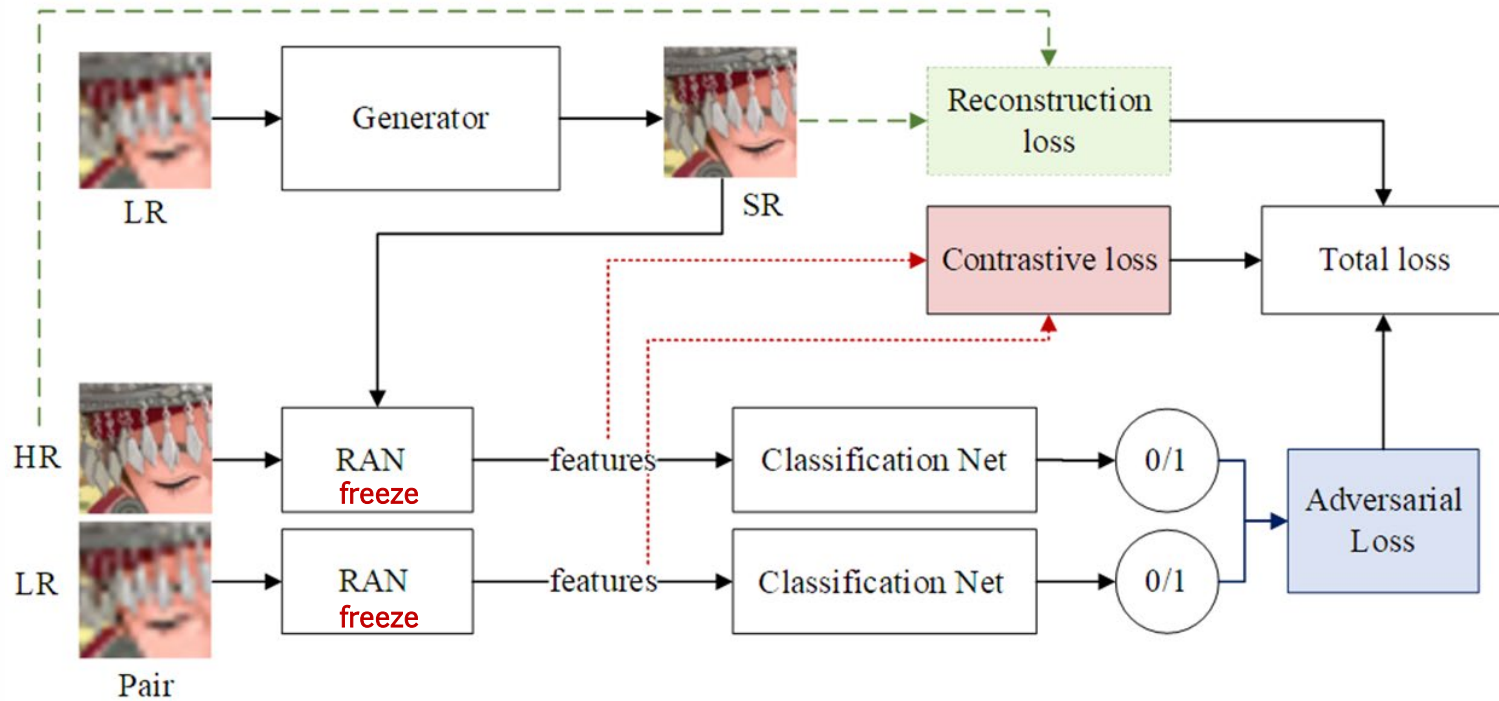 Generator
LR
SR
Reconstruction
loss
Contrastive loss
Total loss
HR
RAN
freeze
features
Classification Net
0/1
Adversarial
Loss
LR
RAN
freeze
features
Classification Net
0/1
Pair